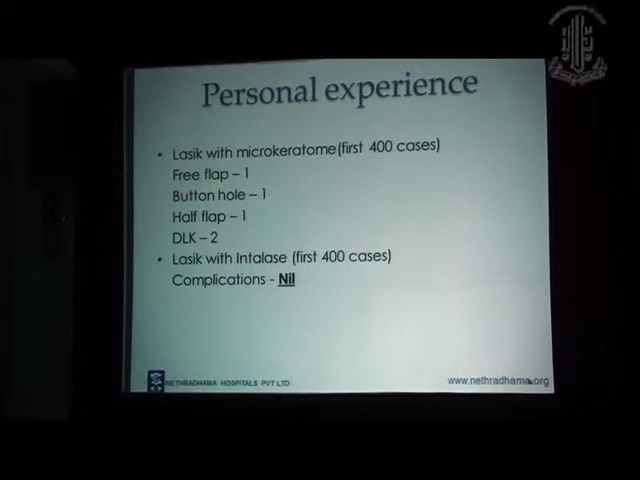 Personal experience
• Lasik with microkeratome(first 400 cases)
Free flap – 1
Button hole – 1
Half flap – 1
DLK – 2
• Lasik with Intalase (first 400 cases)
Complications - Nil
NETHRADHAMA HOSPITALS PVT LTD
www.nethradhama.org